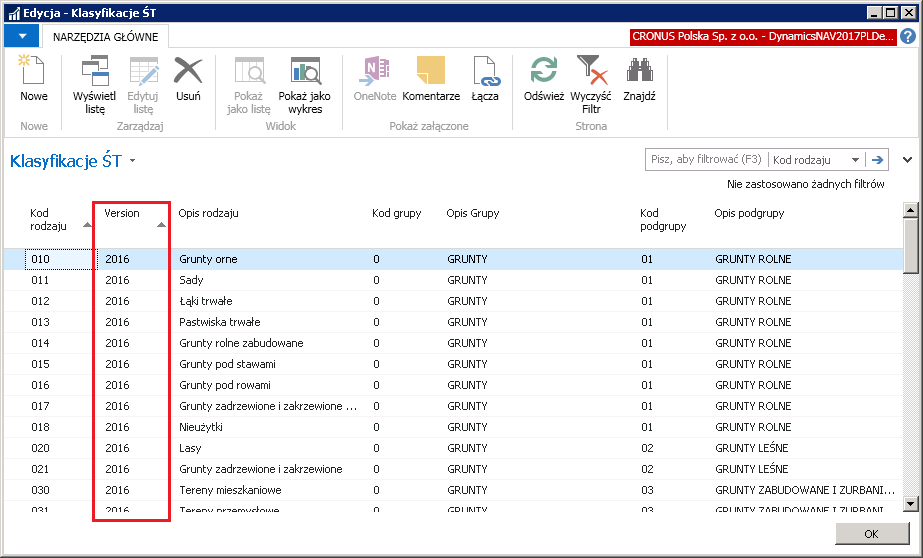 Edycja - Klasyfikacje ŚT
NARZĘDZIA GŁÓWNE
CRONUS Polska Sp. z o.o. - DynamicsNAV2017PLDe...
Nowe
Wyświetl listę
Edytuj listę
Usuń
Pokaż jako listę
Pokaż jako wykres
OneNote
Komentarze
Łącza
Odśwież
Wyczyść Filtr
Znajdź
Nowe
Zarządzaj
Widok
Pokaż załączone
Strona
Klasyfikacje ŚT
Pisz, aby filtrować (F3) Kod rodzaju
Nie zastosowano żadnych filtrów
Kod rodzaju Version Opis rodzaju Kod grupy Opis Grupy Kod podgrupy Opis podgrupy
010 2016 Grunty orne 0 GRUNTY 01 GRUNTY ROLNE
011 2016 Sady 0 GRUNTY 01 GRUNTY ROLNE
012 2016 Łąki trwałe 0 GRUNTY 01 GRUNTY ROLNE
013 2016 Pastwiska trwałe 0 GRUNTY 01 GRUNTY ROLNE
014 2016 Grunty rolne zabudowane 0 GRUNTY 01 GRUNTY ROLNE
015 2016 Grunty pod stawami 0 GRUNTY 01 GRUNTY ROLNE
016 2016 Grunty pod rowami 0 GRUNTY 01 GRUNTY ROLNE
017 2016 Grunty zadrzewione i zakrzewione ... 0 GRUNTY 01 GRUNTY ROLNE
018 2016 Nieużytki 0 GRUNTY 01 GRUNTY ROLNE
020 2016 Lasy 0 GRUNTY 02 GRUNTY LEŚNE
021 2016 Grunty zadrzewione i zakrzewione 0 GRUNTY 02 GRUNTY LEŚNE
030 2016 Tereny mieszkaniowe 0 GRUNTY 03 GRUNTY ZABUDOWANE I ZURBANI...
031 2016 Tereny przemysłowe 0 GRUNTY 03 GRUNTY ZABUDOWANE I ZURBANI...
OK